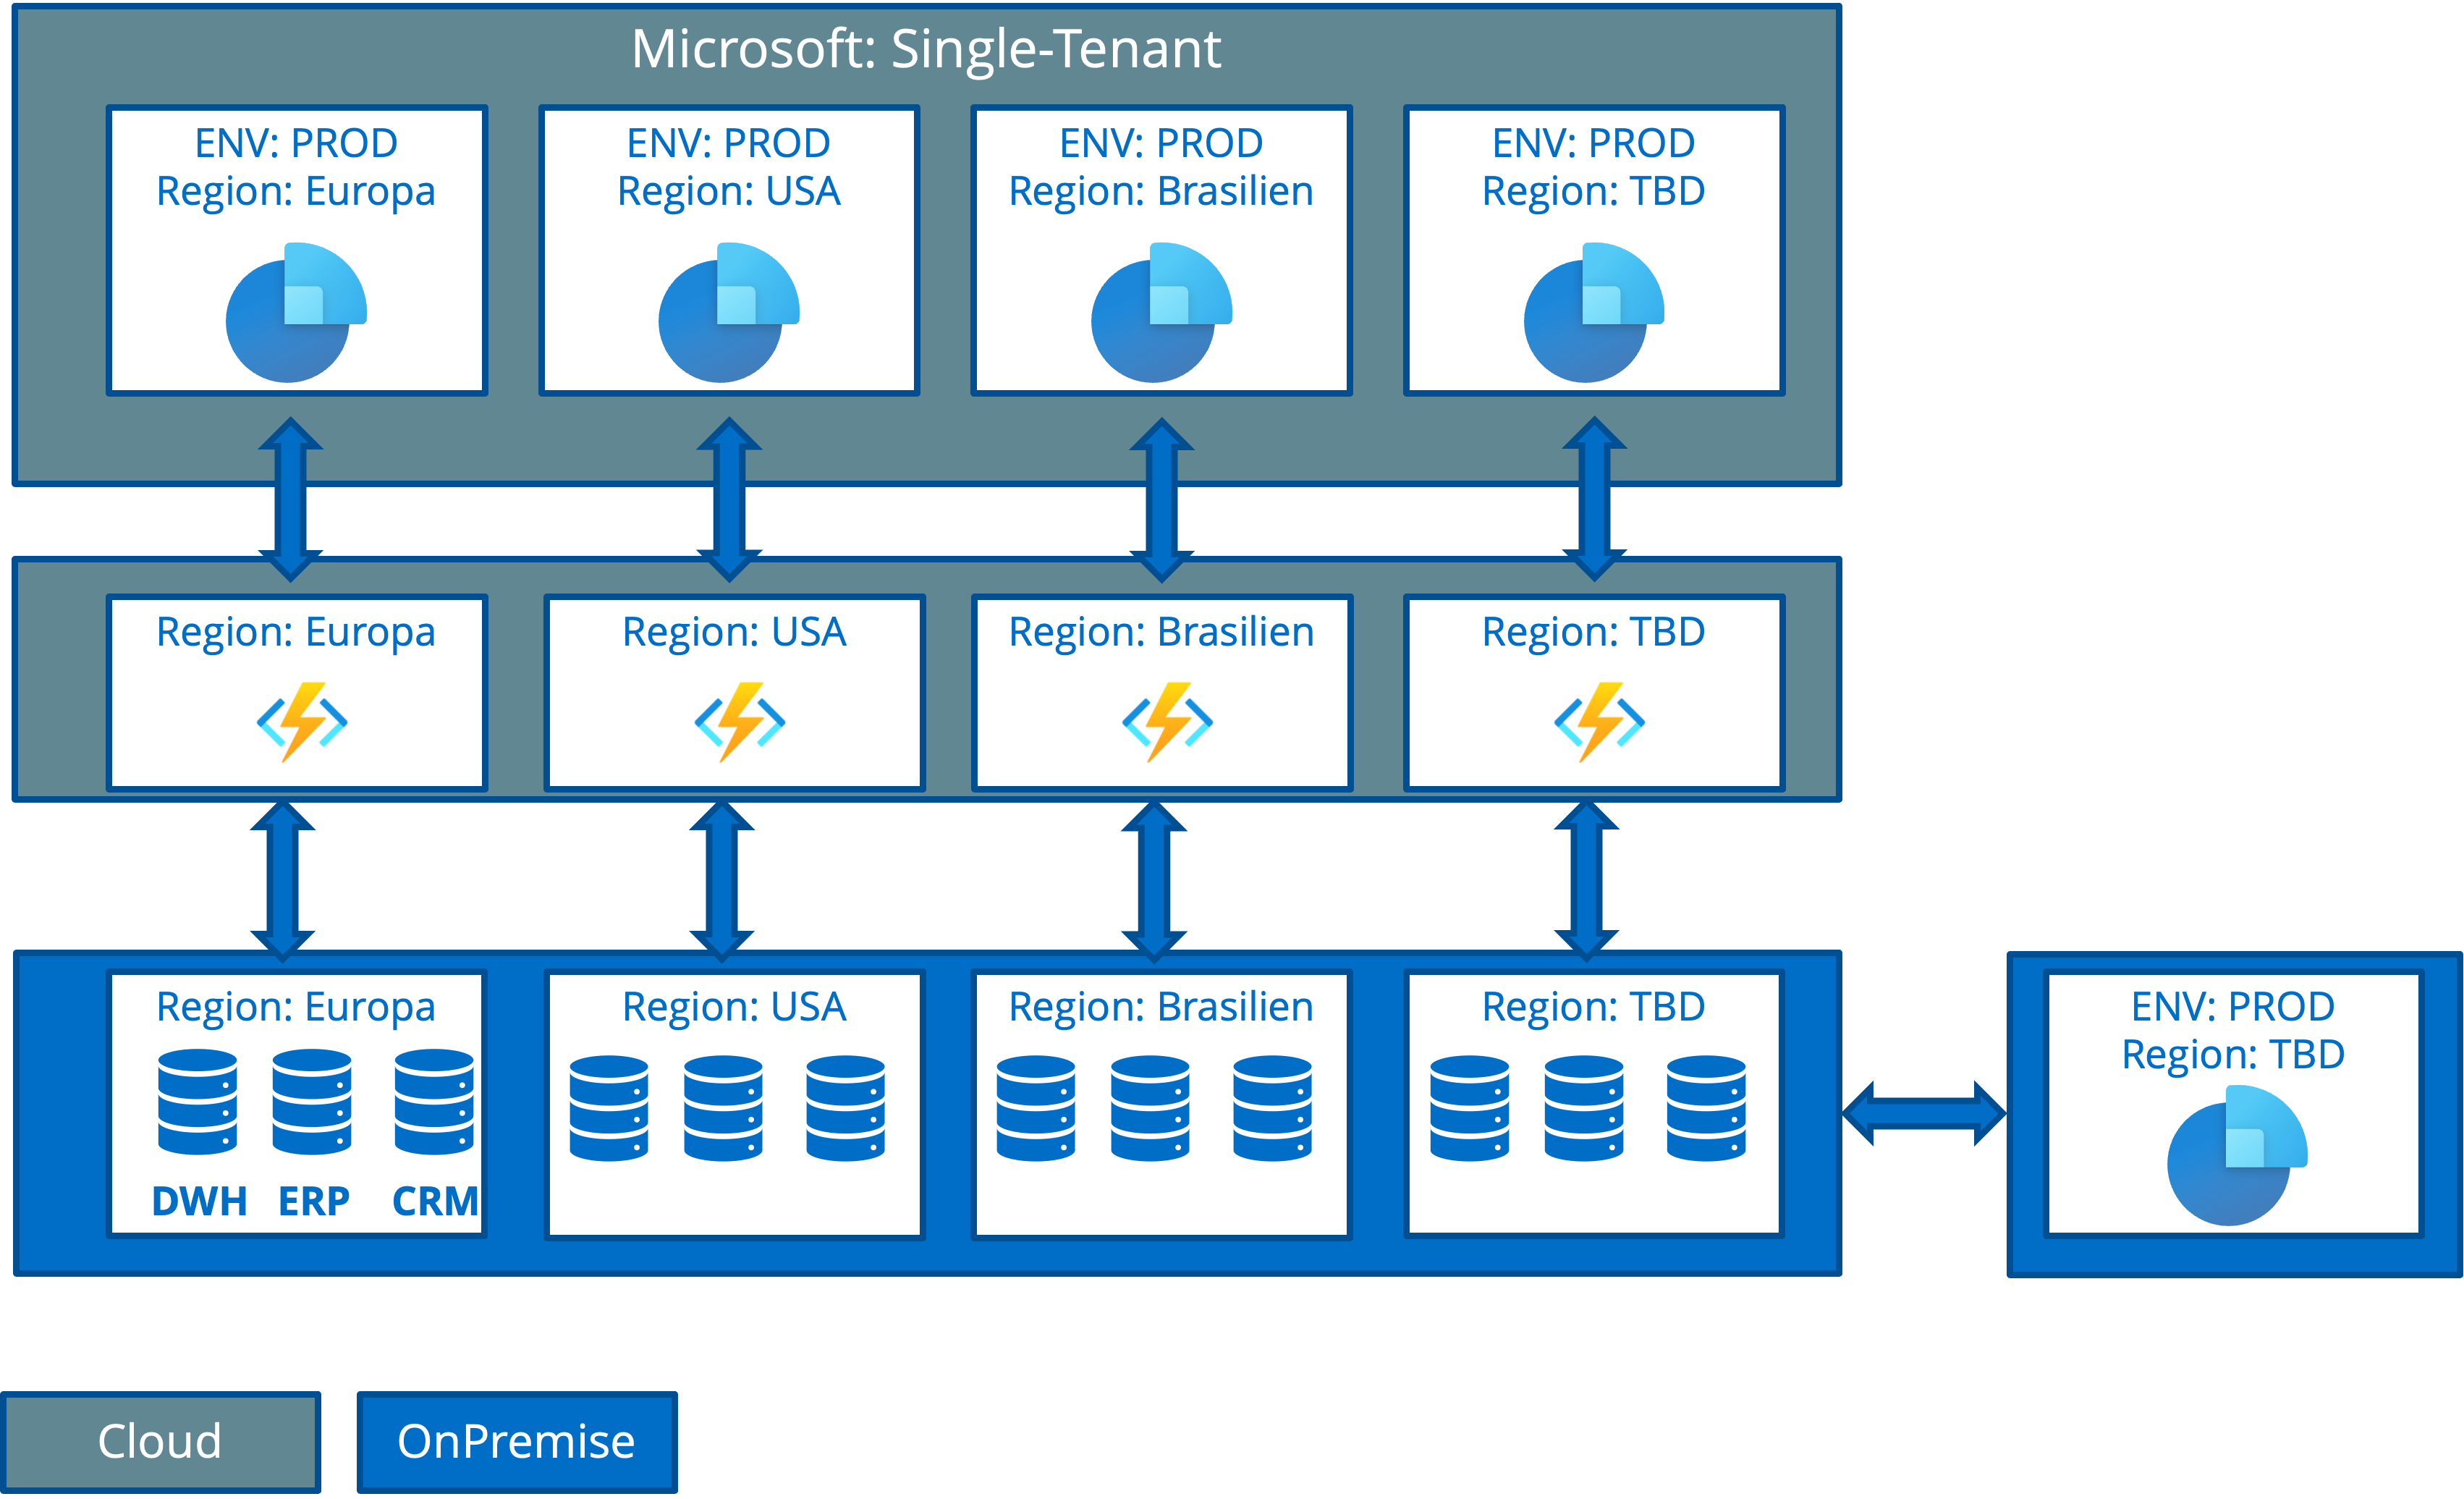 Microsoft: Single-Tenant
ENV: PROD
Region: Europa
ENV: PROD
Region: USA
ENV: PROD
Region: Brasilien
ENV: PROD
Region: TBD
Region: Europa
Region: USA
Region: Brasilien
Region: TBD
Region: Europa
DWH ERP CRM
Region: USA
Region: Brasilien
Region: TBD
ENV: PROD
Region: TBD
Cloud
OnPremise